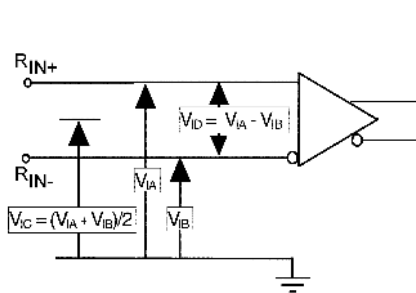 RIN+
VID = VIA - VIB
RIN-
VIA
VIC = (VIA + VIB)/2
VIB